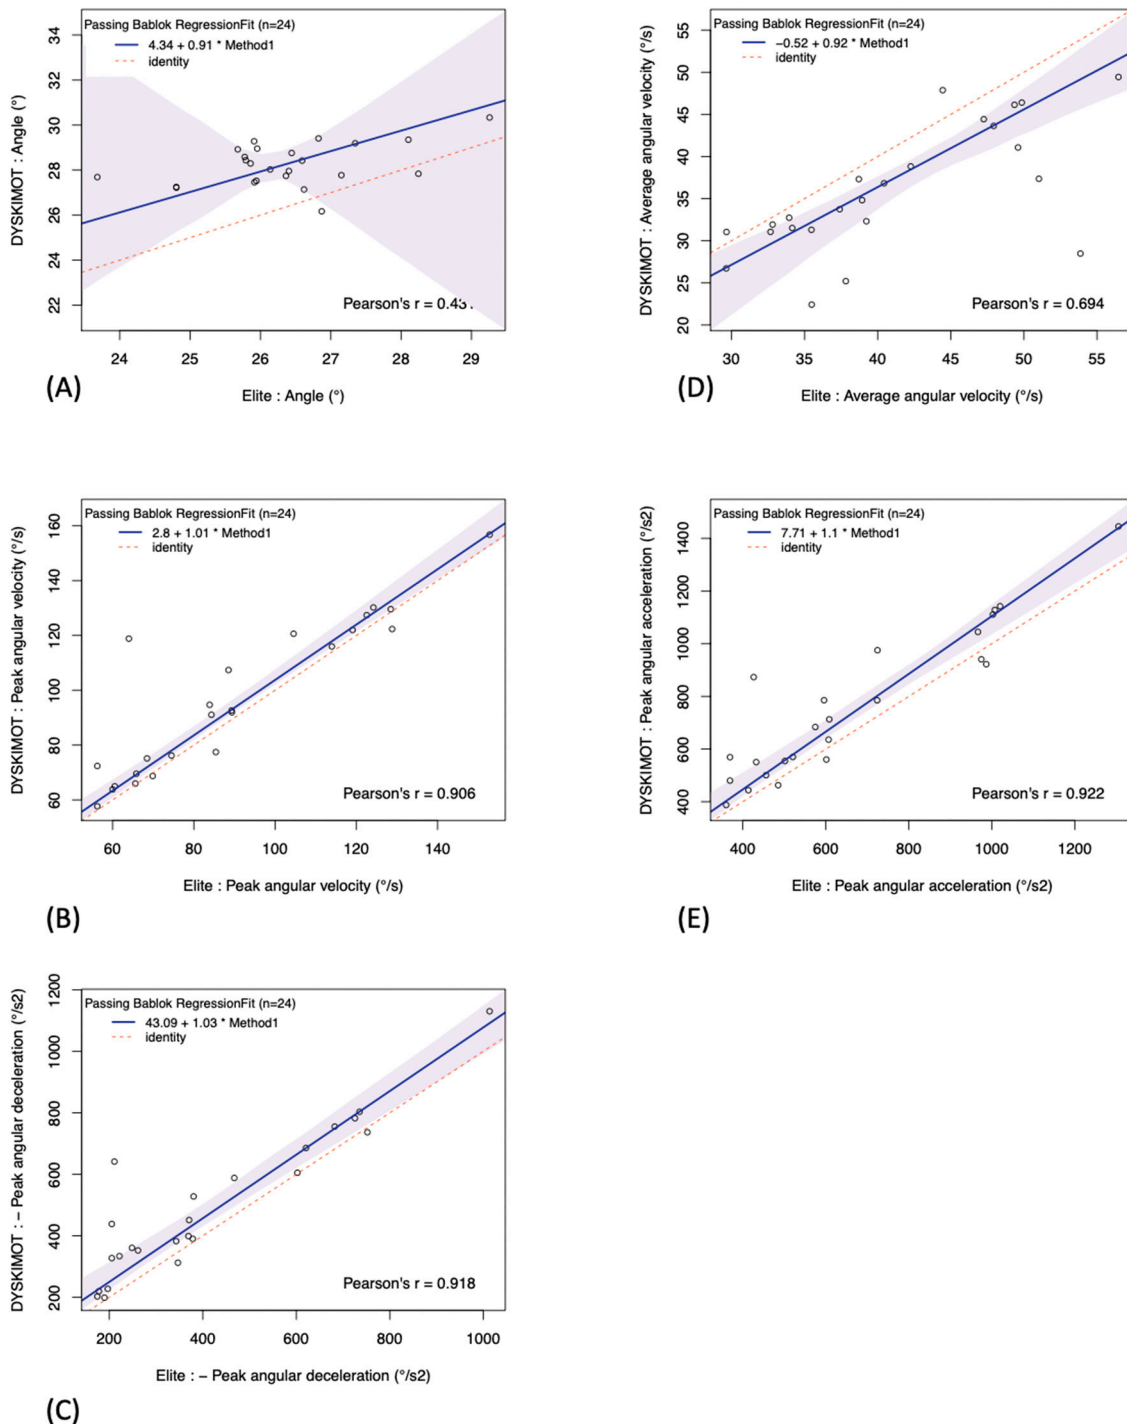 Passing Bablok RegressionFit (n=24)
4.34 + 0.91 * Method1
identity
DYSKIMOT : Angle (°)
34
32
30
28
26
24
22
Pearson's r =
24 25 26 27 28 29
Elite : Angle (°)
(A)
Passing Bablok RegressionFit (n=24)
−0.52 + 0.92 * Method1
identity
DYSKIMOT : Average angular velocity (°/s)
55
50
45
40
35
30
25
20
Pearson's r = 0.694
30 35 40 45 50 55
Elite : Average angular velocity (°/s)
(D)
Passing Bablok RegressionFit (n=24)
2.8 + 1.01 * Method1
identity
DYSKIMOT : Peak angular velocity (°/s)
160
140
120
100
80
60
Pearson's r = 0.906
60 80 100 120 140
Elite : Peak angular velocity (°/s)
(B)
Passing Bablok RegressionFit (n=24)
7.71 + 1.1 * Method1
identity
DYSKIMOT : Peak angular acceleration (°/s2)
1400
1200
1000
800
600
400
Pearson's r = 0.922
400 600 800 1000 1200
Elite : Peak angular acceleration (°/s2)
(E)
Passing Bablok RegressionFit (n=24)
43.09 + 1.03 * Method1
identity
DYSKIMOT : − Peak angular deceleration (°/s2)
1200
1000
800
600
400
200
Pearson's r = 0.918
200 400 600 800 1000
Elite : − Peak angular deceleration (°/s2)
(C)